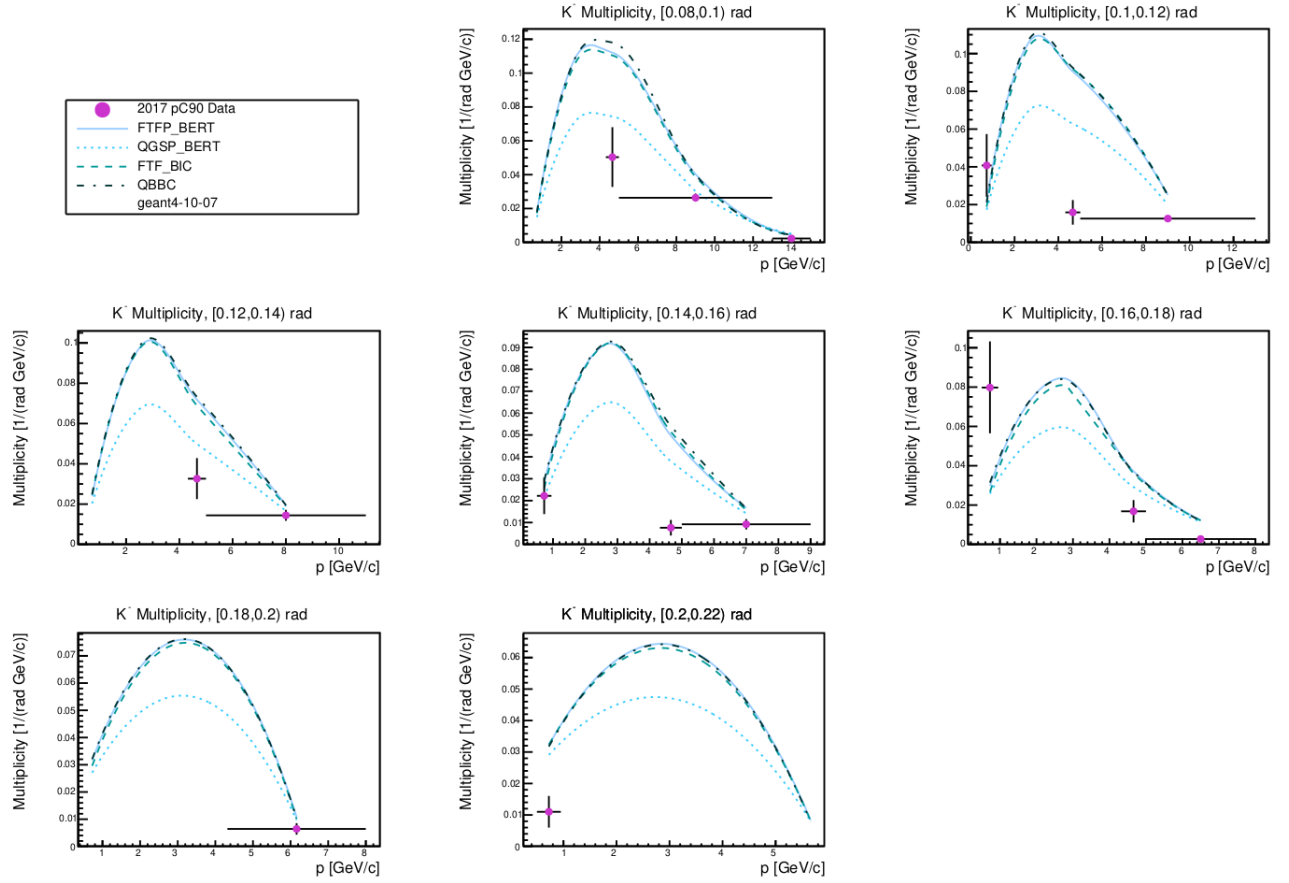 2017 pC90 Data
FTFP_BERT
QGSP_BERT
FTF_BIC
QBBC
geant4-10-07
K⁻ Multiplicity, [0.08,0.1) rad
Multiplicity [1/(rad GeV/c)]
0.12
0.1
0.08
0.06
0.04
0.02
0
2 4 6 8 10 12 14
p [GeV/c]
K⁻ Multiplicity, [0.1,0.12) rad
Multiplicity [1/(rad GeV/c)]
0.1
0.08
0.06
0.04
0.02
0
0 2 4 6 8 10 12
p [GeV/c]
K⁻ Multiplicity, [0.12,0.14) rad
Multiplicity [1/(rad GeV/c)]
0.1
0.08
0.06
0.04
0.02
0
2 4 6 8 10
p [GeV/c]
K⁻ Multiplicity, [0.14,0.16) rad
Multiplicity [1/(rad GeV/c)]
0.09
0.08
0.07
0.06
0.05
0.04
0.03
0.02
0.01
0
1 2 3 4 5 6 7 8 9
p [GeV/c]
K⁻ Multiplicity, [0.16,0.18) rad
Multiplicity [1/(rad GeV/c)]
0.1
0.08
0.06
0.04
0.02
0
1 2 3 4 5 6 7 8
p [GeV/c]
K⁻ Multiplicity, [0.18,0.2) rad
Multiplicity [1/(rad GeV/c)]
0.07
0.06
0.05
0.04
0.03
0.02
0.01
0
1 2 3 4 5 6 7 8
p [GeV/c]
K⁻ Multiplicity, [0.2,0.22) rad
Multiplicity [1/(rad GeV/c)]
0.06
0.05
0.04
0.03
0.02
0.01
0
1 2 3 4 5
p [GeV/c]